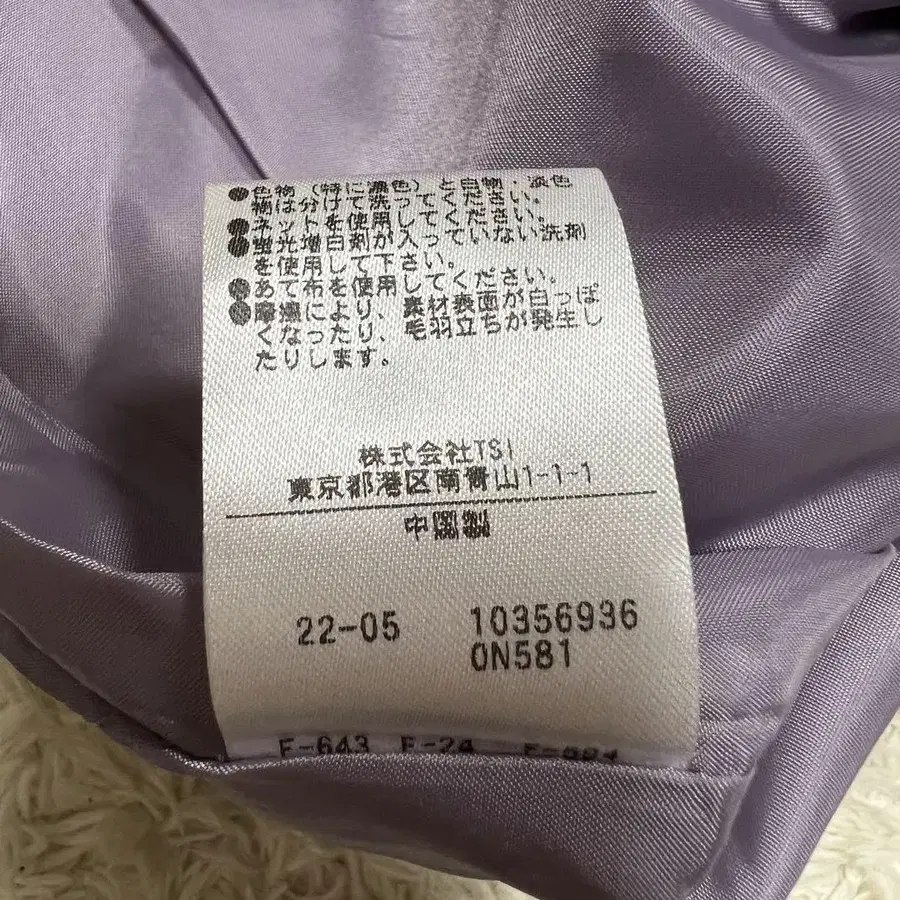 ●色物(特に濃色)と白物、淡色
物は分けて洗ってください。
●ネットを使用してください。
●蛍光増白剤が入っていない洗剤
を使用して下さい。
●あて布を使用してください。
●摩擦により、素材表面が白っぽ
くなったり、毛羽立ちが発生し
たりします。
株式会社TSI
東京都港区南青山1-1-1
中国製
22-05 10356936
0N581
F-643 F-24